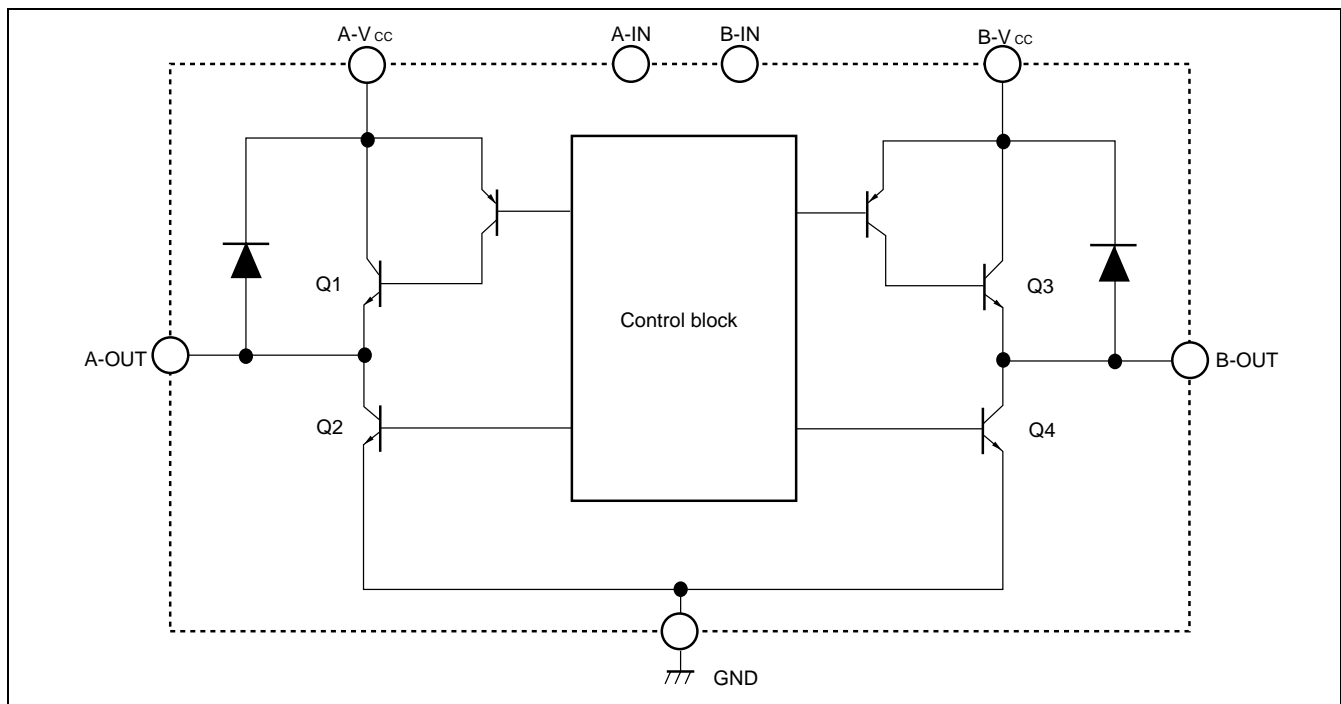 A-Vcc
A-IN
B-IN
B-Vcc
Q1
Q3
Control block
A-OUT
B-OUT
Q2
Q4
GND